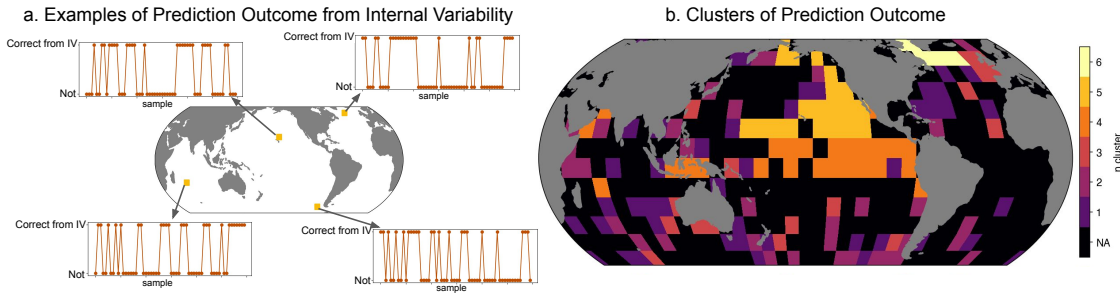 a. Examples of Prediction Outcome from Internal Variability
Correct from IV
Not
sample
Correct from IV
Not
sample
Correct from IV
Not
sample
Correct from IV
Not
sample
b. Clusters of Prediction Outcome
6
5
4
3
2
1
NA
n cluster